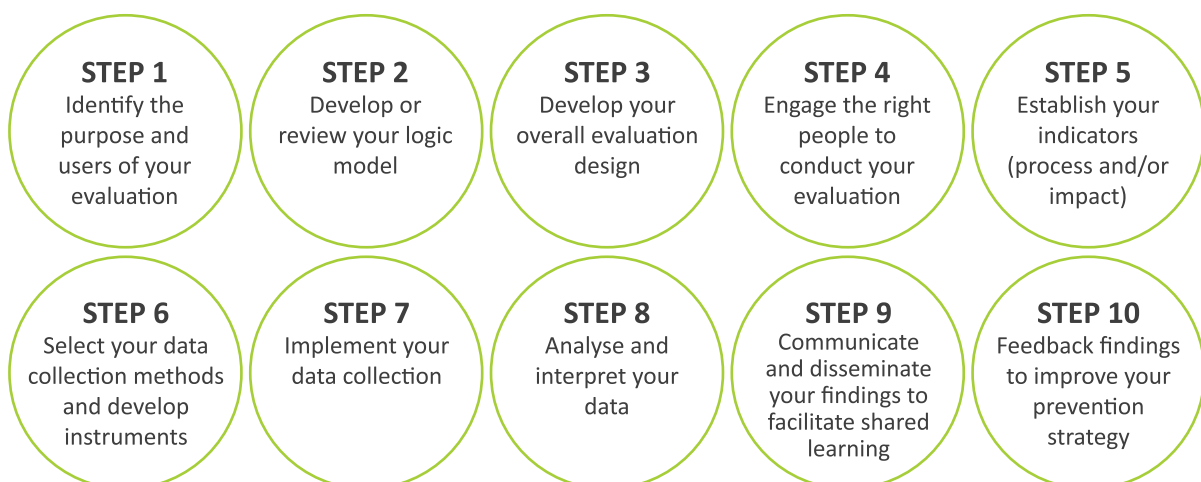 STEP 1
Identify the
purpose and
users of your
evaluation
STEP 2
Develop or
review your logic
model
STEP 3
Develop your
overall evaluation
design
STEP 4
Engage the right
people to
conduct your
evaluation
STEP 5
Establish your
indicators
(process and/or
impact)
STEP 6
Select your data
collection methods
and develop
instruments
STEP 7
Implement your
data collection
STEP 8
Analyse and
interpret your
data
STEP 9
Communicate
and disseminate
your findings to
facilitate shared
learning
STEP 10
Feedback findings
to improve your
prevention
strategy